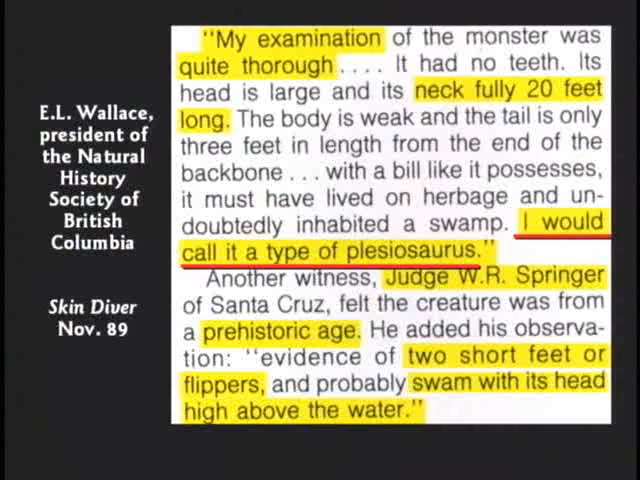 E.L. Wallace,
president of
the Natural
History
Society of
British
Columbia
Skin Diver
Nov. 89
"My examination of the monster was
quite thorough . . . . It had no teeth. Its
head is large and its neck fully 20 feet
long. The body is weak and the tail is only
three feet in length from the end of the
backbone . . . with a bill like it possesses,
it must have lived on herbage and un-
doubtedly inhabited a swamp. I would
call it a type of plesiosaurus."
Another witness, Judge W.R. Springer
of Santa Cruz, felt the creature was from
a prehistoric age. He added his observa-
tion: "evidence of two short feet or
flippers, and probably swam with its head
high above the water."